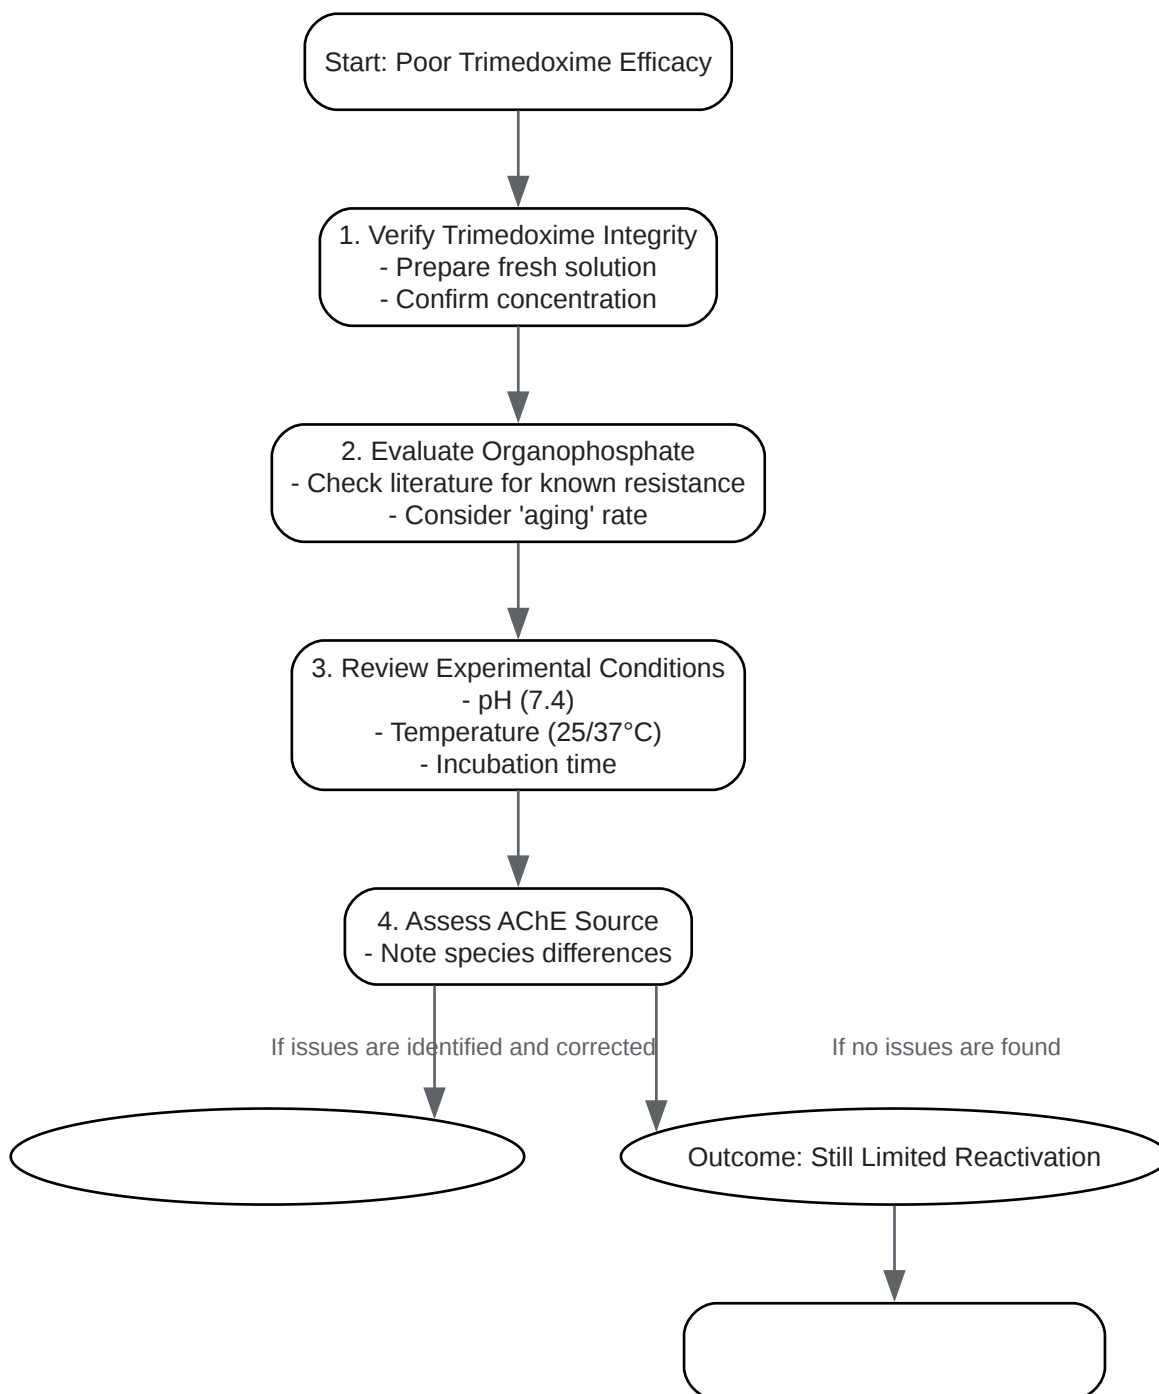 Start: Poor Trimedoxime Efficacy
1. Verify Trimedoxime Integrity
- Prepare fresh solution
- Confirm concentration
2. Evaluate Organophosphate
- Check literature for known resistance
- Consider 'aging' rate
3. Review Experimental Conditions
- pH (7.4)
- Temperature (25/37°C)
- Incubation time
4. Assess AChE Source
- Note species differences
If issues are identified and corrected
If no issues are found
Outcome: Still Limited Reactivation